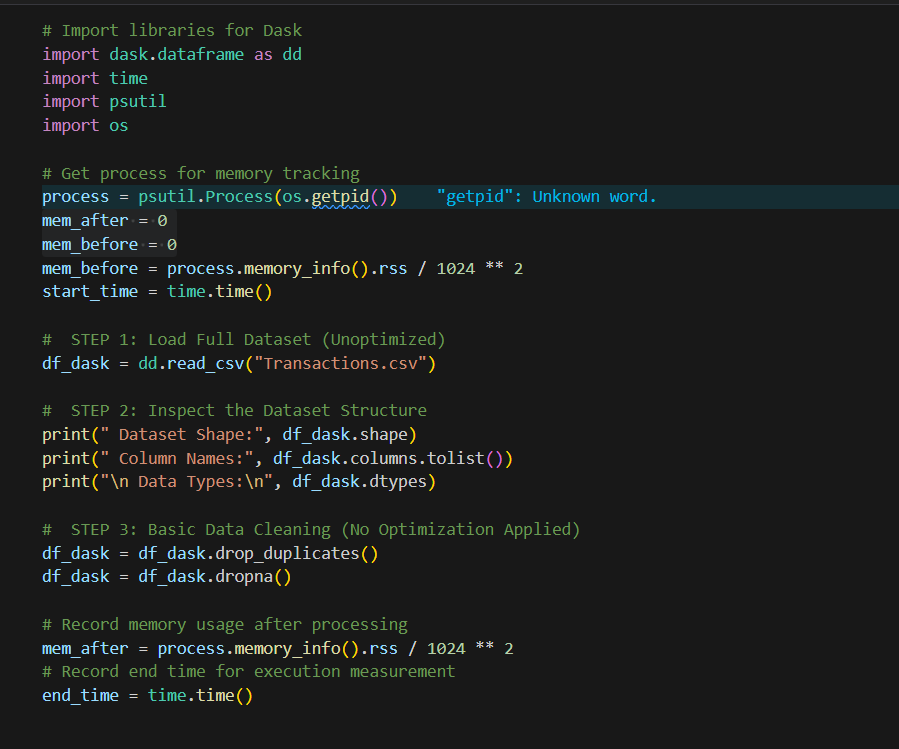 # Import libraries for Dask
import dask.dataframe as dd
import time
import psutil
import os
# Get process for memory tracking
process = psutil.Process(os.getpid())    "getpid": Unknown word.
mem_after = 0
mem_before = 0
mem_before = process.memory_info().rss / 1024 ** 2
start_time = time.time()
#  STEP 1: Load Full Dataset (Unoptimized)
df_dask = dd.read_csv("Transactions.csv")
#  STEP 2: Inspect the Dataset Structure
print(" Dataset Shape:", df_dask.shape)
print(" Column Names:", df_dask.columns.tolist())
print("\n Data Types:\n", df_dask.dtypes)
#  STEP 3: Basic Data Cleaning (No Optimization Applied)
df_dask = df_dask.drop_duplicates()
df_dask = df_dask.dropna()
# Record memory usage after processing
mem_after = process.memory_info().rss / 1024 ** 2
# Record end time for execution measurement
end_time = time.time()